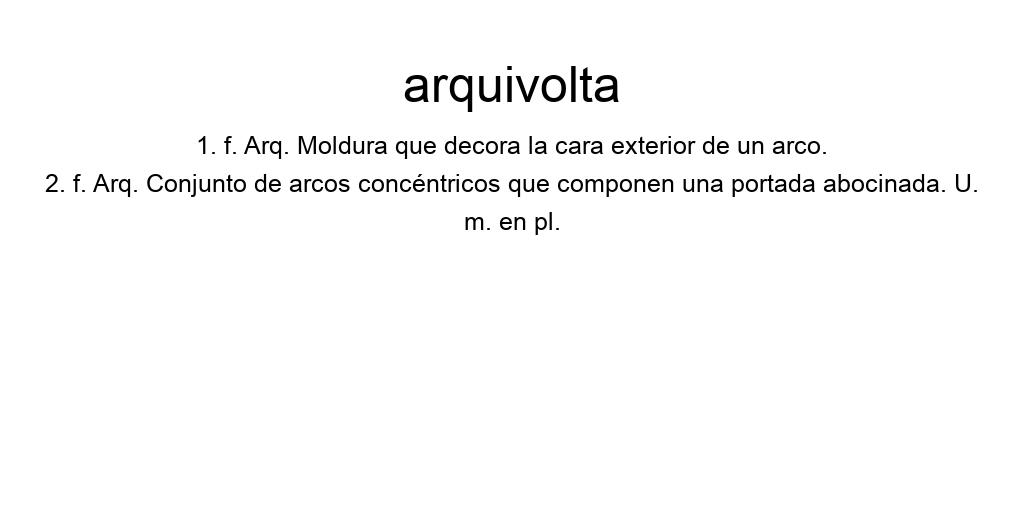 arquivolta
1. f. Arq. Moldura que decora la cara exterior de un arco.
2. f. Arq. Conjunto de arcos concéntricos que componen una portada abocinada. U.
m. en pl.